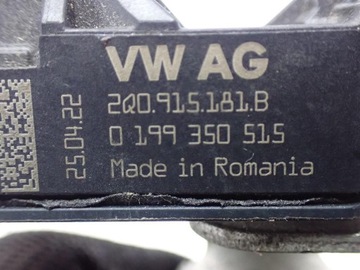 VW AG
2Q0.915.181.B
0 199 350 515
Made in Romania
25.04.22